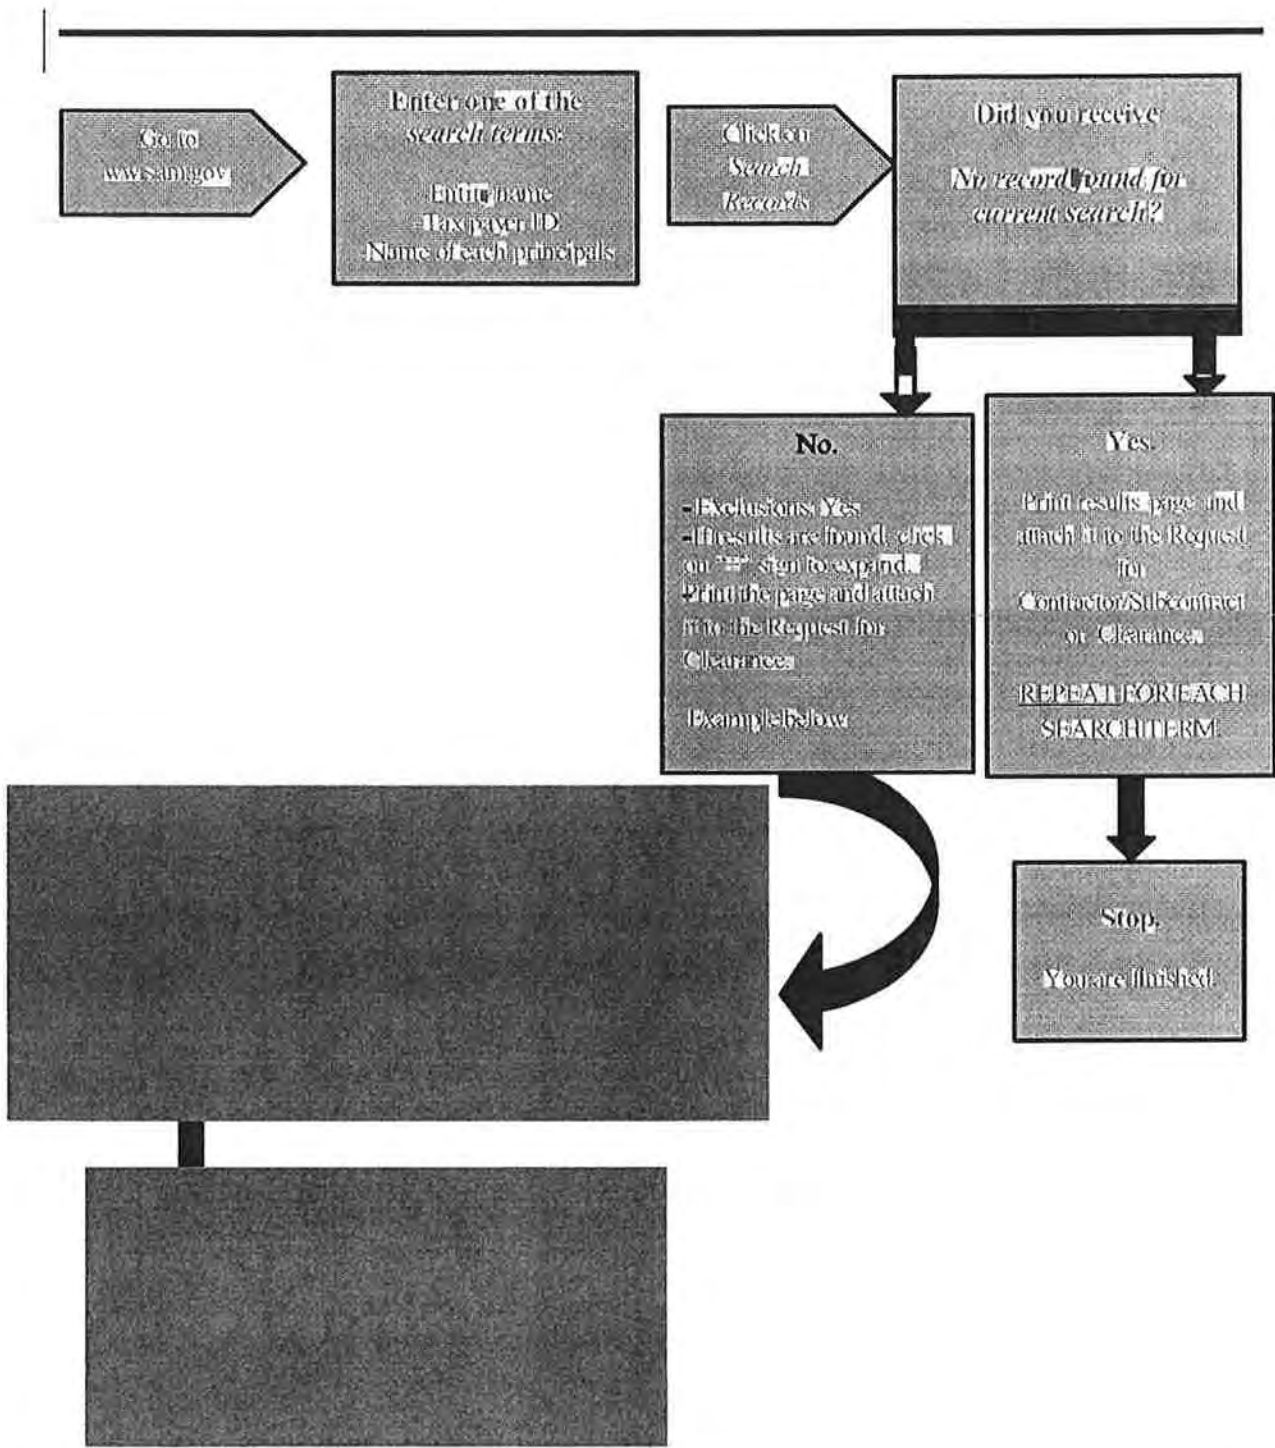 Go to
www.sam.gov
Enter one of the
search terms:
-Entity name
-Tax payer ID
-Name of each principals
Click on
Search
Records
Did you receive
No record found for
current search?
No.
-Exclusions: Yes
-If results are found, click
on "+" sign to expand.
-Print the page and attach
it to the Request for
Clearance.
Example below
Yes.
Print results page and
attach it to the Request
for
Contractor/Subcontract
or Clearance.
REPEAT FOR EACH
SEARCH TERM
Stop.
You are finished.